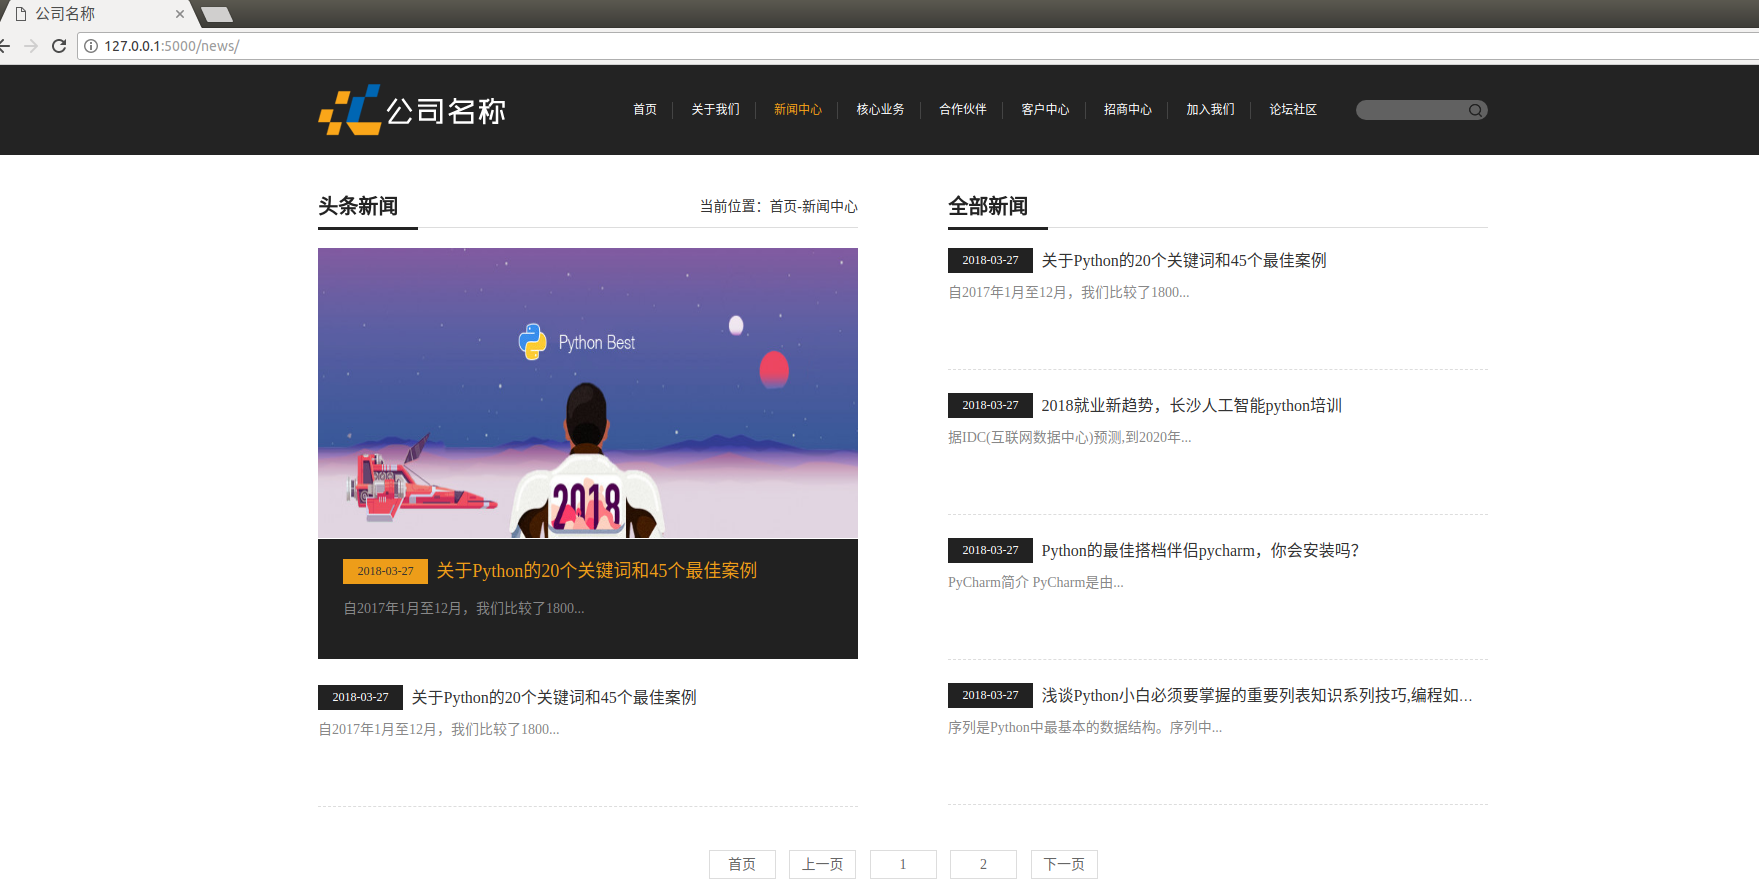 公司名称
127.0.0.1:5000/news/
公司名称
首页 关于我们 新闻中心 核心业务 合作伙伴 客户中心 招商中心 加入我们 论坛社区
头条新闻
当前位置：首页-新闻中心
Python Best
2018
2018-03-27 关于Python的20个关键词和45个最佳案例
自2017年1月至12月，我们比较了1800...
2018-03-27 关于Python的20个关键词和45个最佳案例
自2017年1月至12月，我们比较了1800...
全部新闻
2018-03-27 关于Python的20个关键词和45个最佳案例
自2017年1月至12月，我们比较了1800...
2018-03-27 2018就业新趋势，长沙人工智能python培训
据IDC(互联网数据中心)预测,到2020年...
2018-03-27 Python的最佳搭档伴侣pycharm，你会安装吗？
PyCharm简介 PyCharm是由...
2018-03-27 浅谈Python小白必须要掌握的重要列表知识系列技巧,编程如...
序列是Python中最基本的数据结构。序列中...
首页 上一页 1 2 下一页